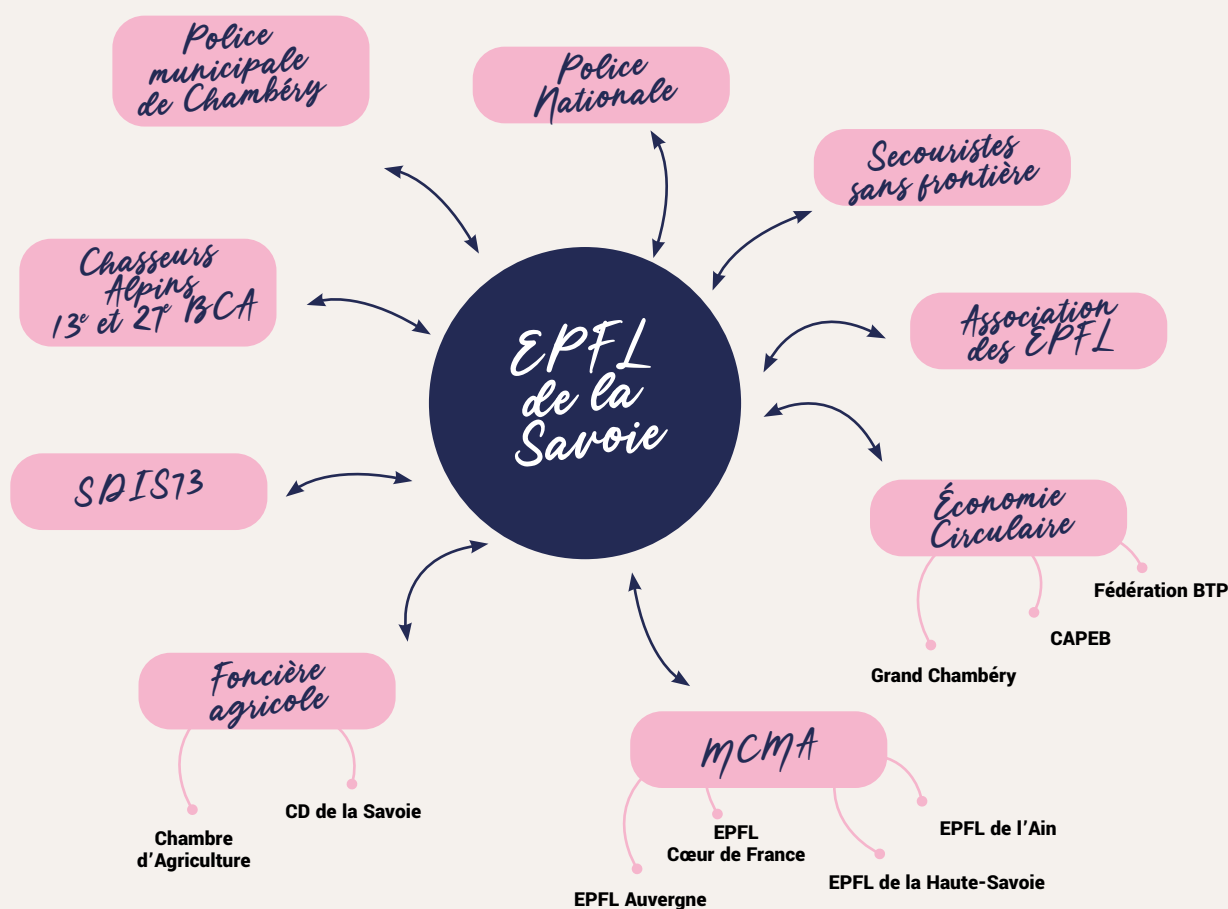 Police
municipale
de Chambéry
Police
Nationale
Secouristes
sans frontière
Chasseurs
Alpins
13e et 27e BCA
Association
des EPFL
EPFL
de la
Savoie
SDIS73
Économie
Circulaire
Fédération BTP
CAPEB
Grand Chambéry
Foncière
agricole
CD de la Savoie
Chambre
d’Agriculture
MCMA
EPFL de l’Ain
EPFL
Cœur de France
EPFL de la Haute-Savoie
EPFL Auvergne